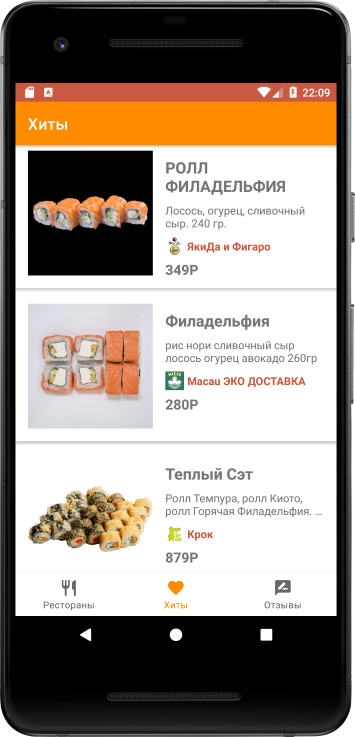 22:09
Хиты
РОЛЛ
ФИЛАДЕЛЬФИЯ
Лосось, огурец, сливочный
сыр. 240 гр.
ЯкиДа и Фигаро
349Р
Филадельфия
рис нори сливочный сыр
лосось огурец авокадо 260гр
Macau ЭКО ДОСТАВКА
280Р
Теплый Сэт
Ролл Темпура, ролл Киото,
ролл Горячая Филадельфия. ...
Крок
879Р
Рестораны
Хиты
Отзывы